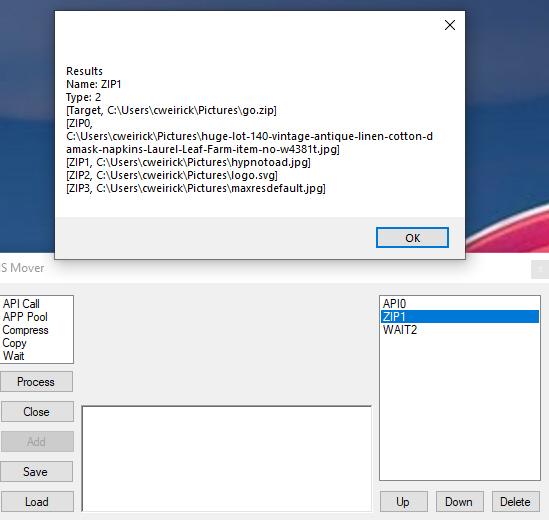 Results
Name: ZIP1
Type: 2
[Target, C:\Users\cweirick\Pictures\go.zip]
[ZIP0,
C:\Users\cweirick\Pictures\huge-lot-140-vintage-antique-linen-cotton-d
amask-napkins-Laurel-Leaf-Farm-item-no-w4381t.jpg]
[ZIP1, C:\Users\cweirick\Pictures\hypnotoad.jpg]
[ZIP2, C:\Users\cweirick\Pictures\logo.svg]
[ZIP3, C:\Users\cweirick\Pictures\maxresdefault.jpg]
OK
S Mover
API Call
APP Pool
Compress
Copy
Wait
Process
Close
Add
Save
Load
API0
ZIP1
WAIT2
Up
Down
Delete